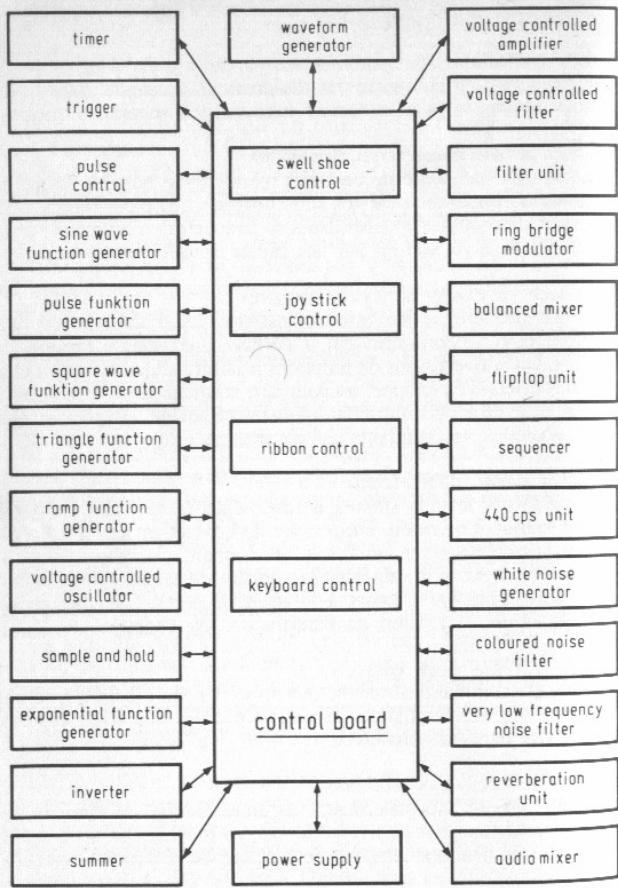 timer
waveform
generator
voltage controlled
amplifier
trigger
voltage controlled
filter
pulse
control
swell shoe
control
filter unit
sine wave
function generator
ring bridge
modulator
pulse funktion
generator
joy stick
control
balanced mixer
square wave
funktion generator
flipflop unit
triangle function
generator
ribbon control
sequencer
ramp function
generator
440 cps unit
voltage controlled
oscillator
keyboard control
white noise
generator
sample and hold
coloured noise
filter
exponential function
generator
control board
very low frequency
noise filter
inverter
reverberation
unit
summer
power supply
audio mixer